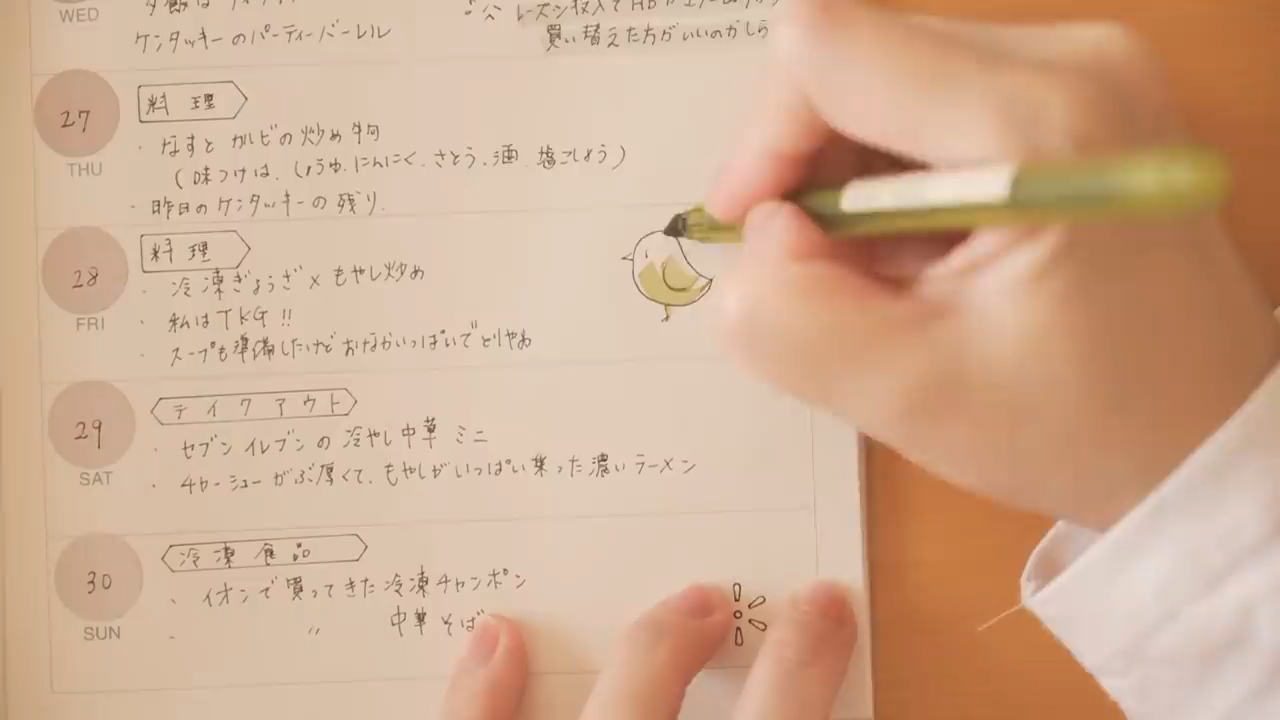 WED
夕飯は
ケンタッキーのパーティーバーレル
買い替えた方がいいのかしら
27
THU
料理
・なすとカルビの炒め物
(味つけは、しょうゆ、にんにく、さとう、酒、塩こしょう)
・昨日のケンタッキーの残り
28
FRI
料理
・冷凍ぎょうざ×もやし炒め
・私はTKG!!
・スープも準備したけどおなかいっぱいでとりやめ
29
SAT
テイクアウト
・セブンイレブンの冷やし中華ミニ
・チャーシューがぶ厚くて、もやしがいっぱい乗った濃いラーメン
30
SUN
冷凍食品
・イオンで買ってきた冷凍チャンポン
・〃 中華そば